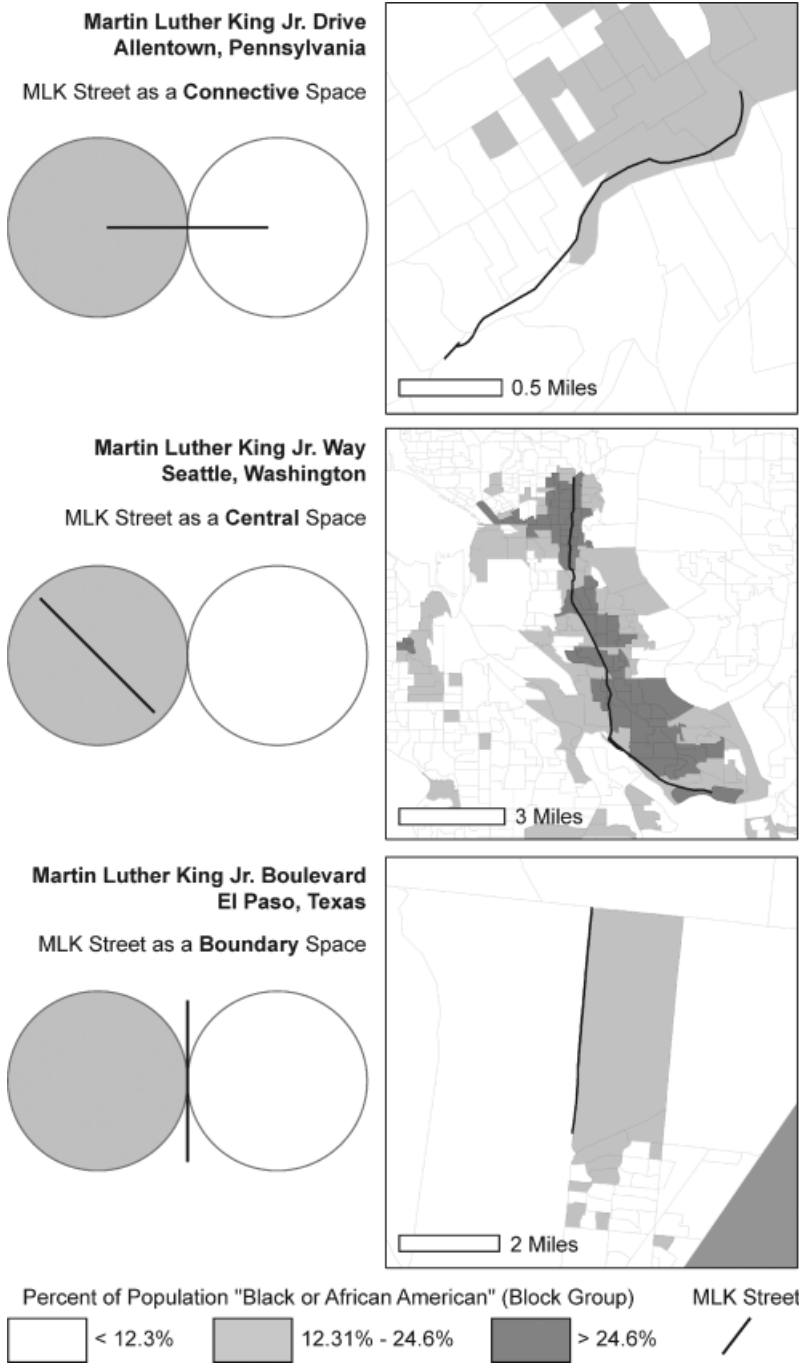 Martin Luther King Jr. Drive
Allentown, Pennsylvania
MLK Street as a Connective Space
0.5 Miles
Martin Luther King Jr. Way
Seattle, Washington
MLK Street as a Central Space
3 Miles
Martin Luther King Jr. Boulevard
El Paso, Texas
MLK Street as a Boundary Space
2 Miles
Percent of Population "Black or African American" (Block Group)
MLK Street
< 12.3%
12.31% - 24.6%
> 24.6%